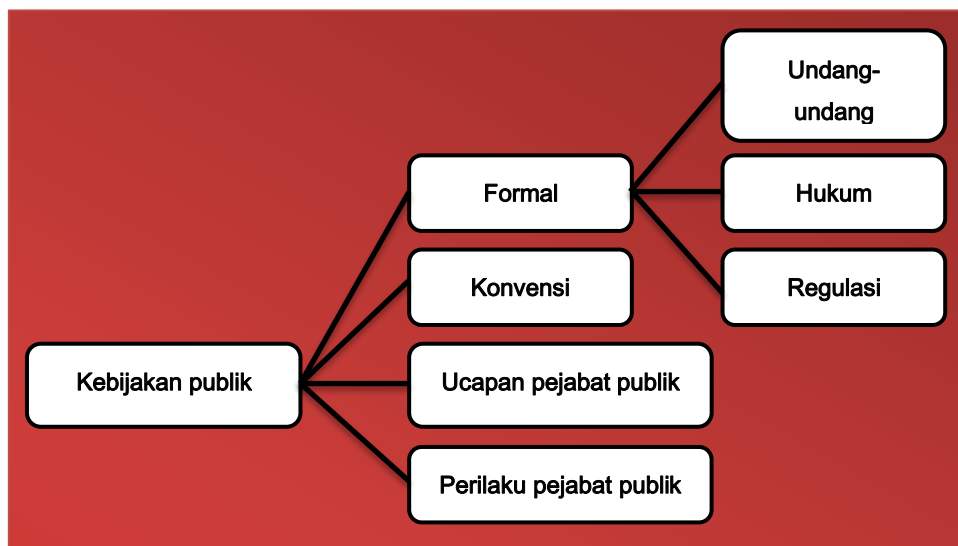 Undang-
undang
Formal
Hukum
Konvensi
Regulasi
Kebijakan publik
Ucapan pejabat publik
Perilaku pejabat publik